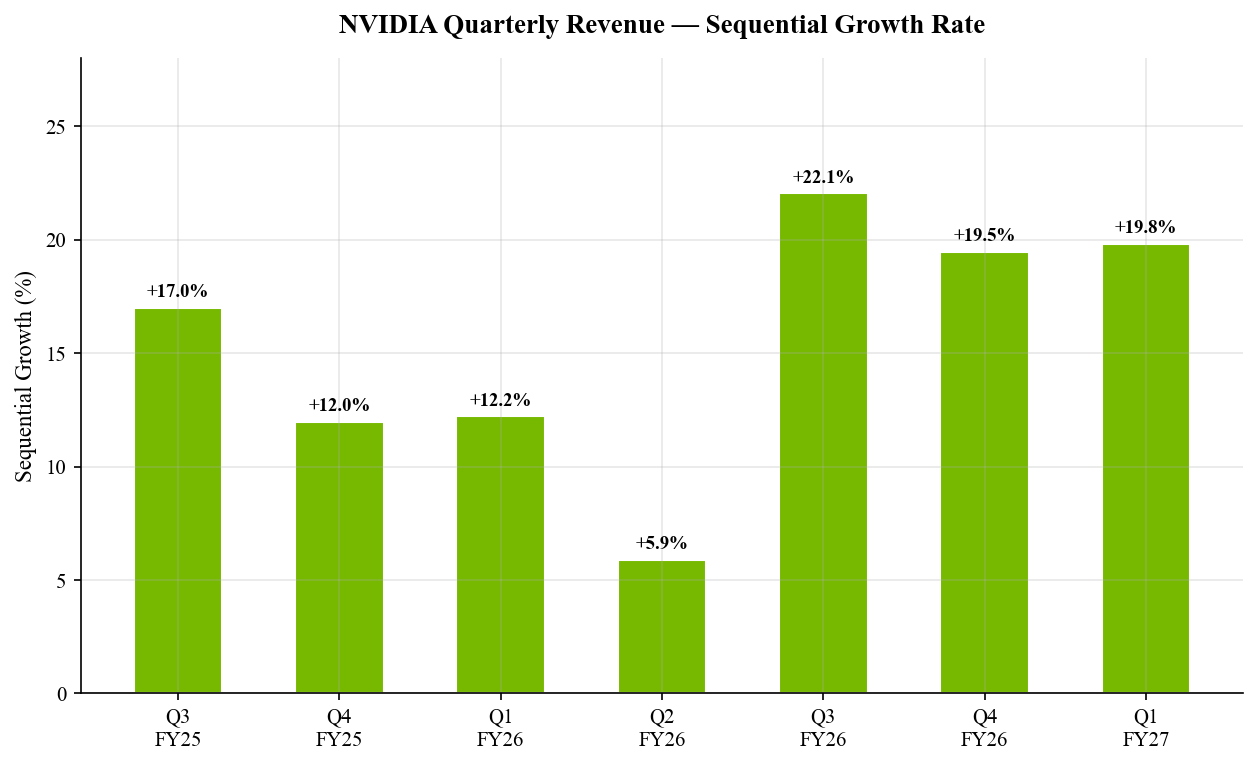 NVIDIA Quarterly Revenue — Sequential Growth Rate
Sequential Growth (%)
25
20
15
10
5
0
+17.0%
+12.0%
+12.2%
+5.9%
+22.1%
+19.5%
+19.8%
Q3
FY25
Q4
FY25
Q1
FY26
Q2
FY26
Q3
FY26
Q4
FY26
Q1
FY27